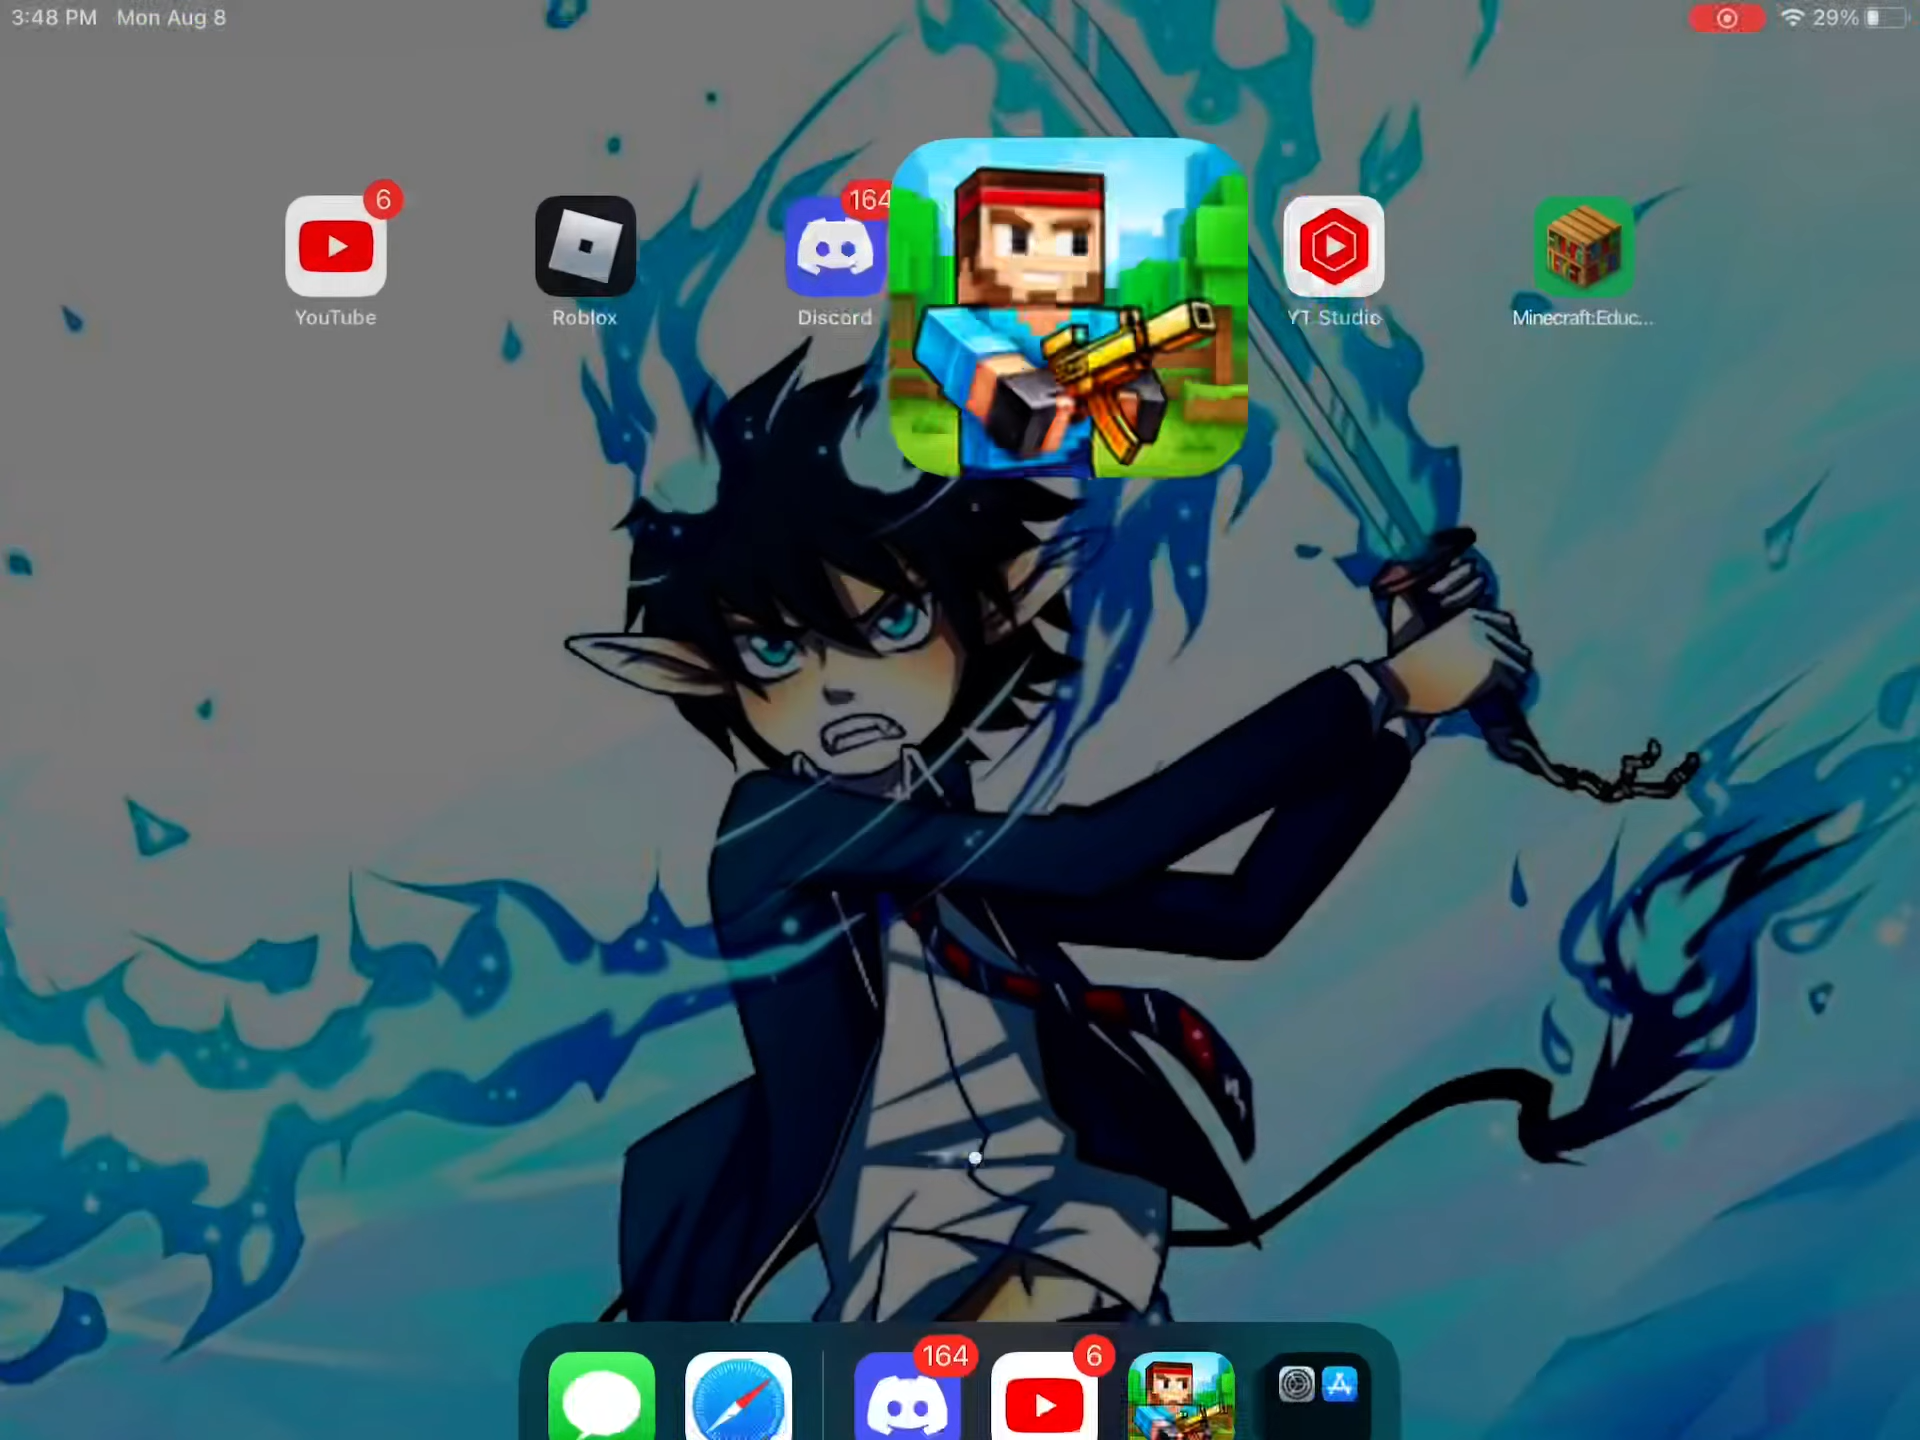 3:48 PM Mon Aug 8
29%
6
164
YouTube
Roblox
Discord
YT Studio
Minecraft:Educ...
164
6